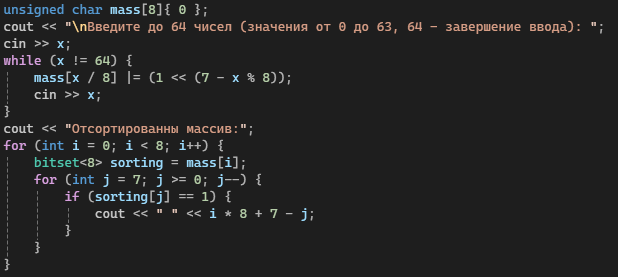 unsigned char mass[8]{ 0 };
cout << "\nВведите до 64 чисел (значения от 0 до 63, 64 - завершение ввода): ";
cin >> x;
while (x != 64) {
    mass[x / 8] |= (1 << (7 - x % 8));
    cin >> x;
}
cout << "Отсортированны массив:";
for (int i = 0; i < 8; i++) {
    bitset<8> sorting = mass[i];
    for (int j = 7; j >= 0; j--) {
        if (sorting[j] == 1) {
            cout << " " << i * 8 + 7 - j;
        }
    }
}